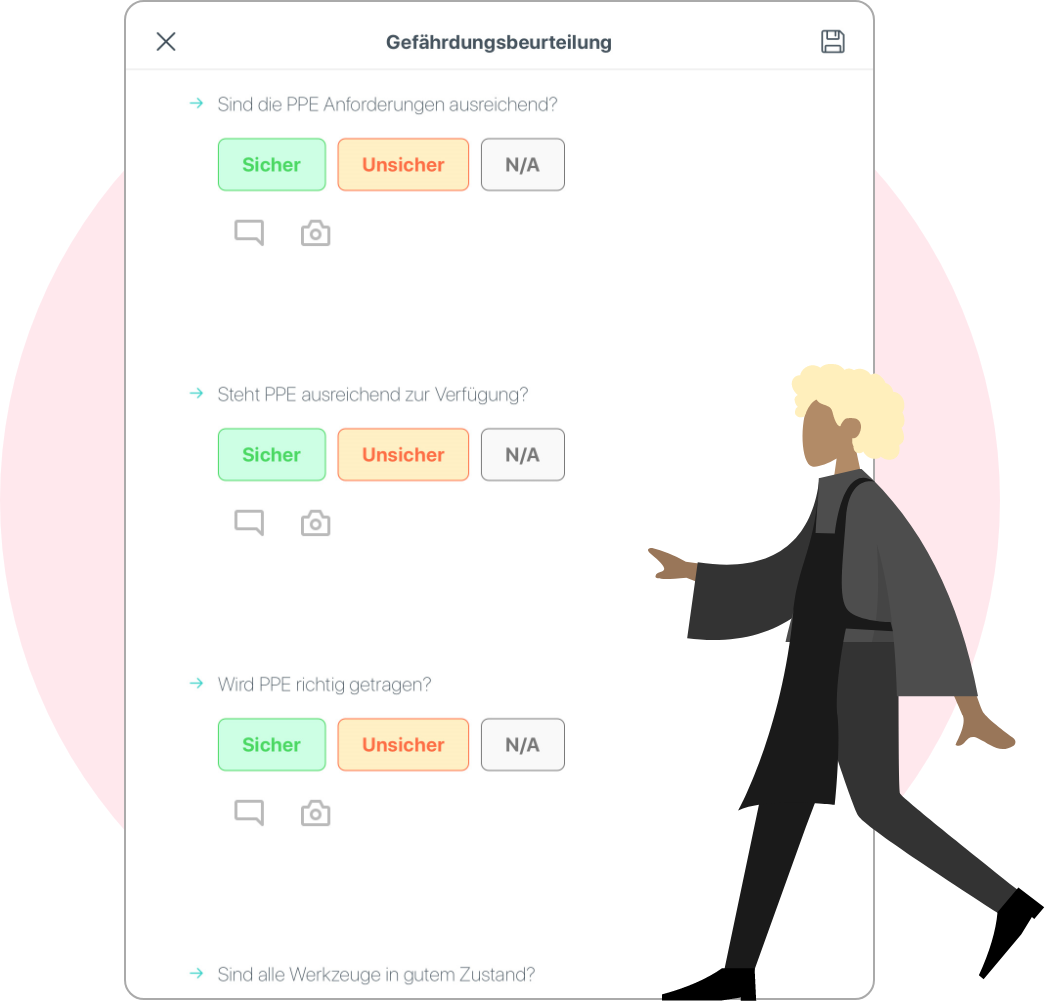 Gefährdungsbeurteilung
Sind die PPE Anforderungen ausreichend?
Sicher Unsicher N/A
Steht PPE ausreichend zur Verfügung?
Sicher Unsicher N/A
Wird PPE richtig getragen?
Sicher Unsicher N/A
Sind alle Werkzeuge in gutem Zustand?